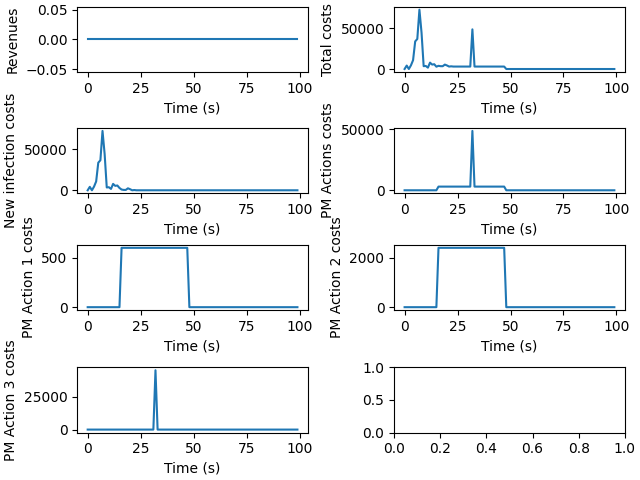 Revenues
0.05
0.00
−0.05
0 25 50 75 100
Time (s)
Total costs
50000
0
0 25 50 75 100
Time (s)
New infection costs
50000
0
0 25 50 75 100
Time (s)
PM Actions costs
50000
0
0 25 50 75 100
Time (s)
PM Action 1 costs
500
0
0 25 50 75 100
Time (s)
PM Action 2 costs
2000
0
0 25 50 75 100
Time (s)
PM Action 3 costs
25000
0
0 25 50 75 100
Time (s)
1.0
0.5
0.0
0.0 0.2 0.4 0.6 0.8 1.0